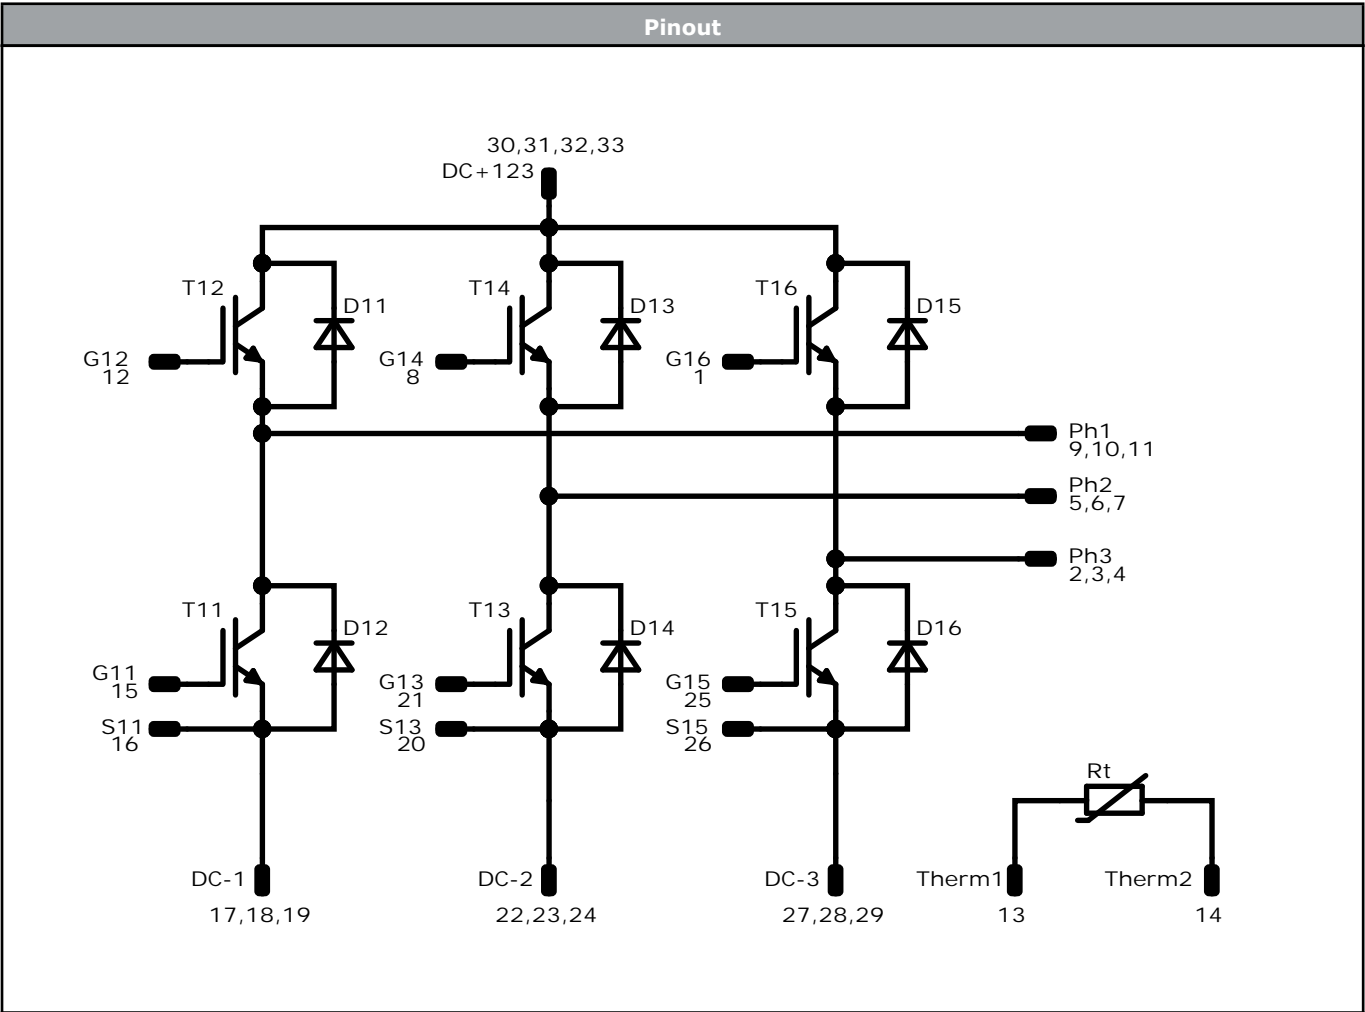 Pinout
30,31,32,33
DC+123
T12
D11
T14
D13
T16
D15
G12
12
G14
8
G16
1
Ph1
9,10,11
Ph2
5,6,7
Ph3
2,3,4
T11
D12
T13
D14
T15
D16
G11
15
G13
21
G15
25
S11
16
S13
20
S15
26
Rt
DC-1
17,18,19
DC-2
22,23,24
DC-3
27,28,29
Therm1
13
Therm2
14